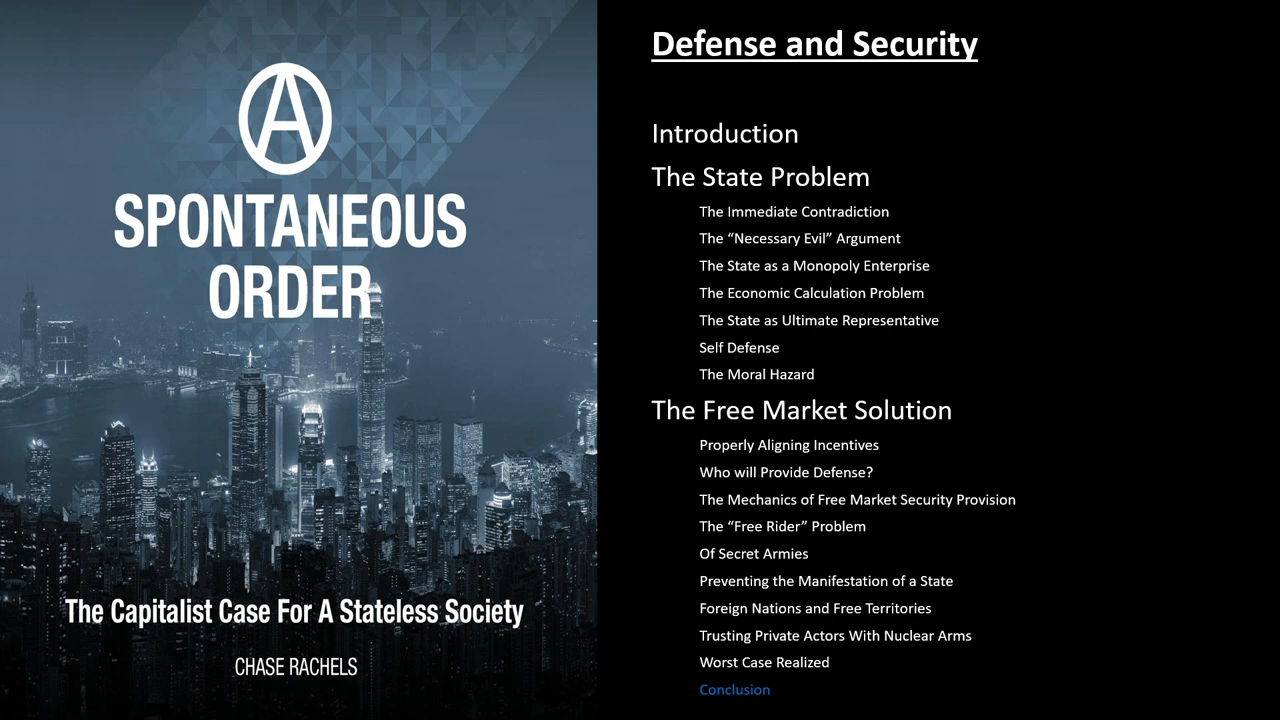 A
SPONTANEOUS
ORDER
The Capitalist Case For A Stateless Society
CHASE RACHELS
Defense and Security
Introduction
The State Problem
The Immediate Contradiction
The “Necessary Evil” Argument
The State as a Monopoly Enterprise
The Economic Calculation Problem
The State as Ultimate Representative
Self Defense
The Moral Hazard
The Free Market Solution
Properly Aligning Incentives
Who will Provide Defense?
The Mechanics of Free Market Security Provision
The “Free Rider” Problem
Of Secret Armies
Preventing the Manifestation of a State
Foreign Nations and Free Territories
Trusting Private Actors With Nuclear Arms
Worst Case Realized
Conclusion